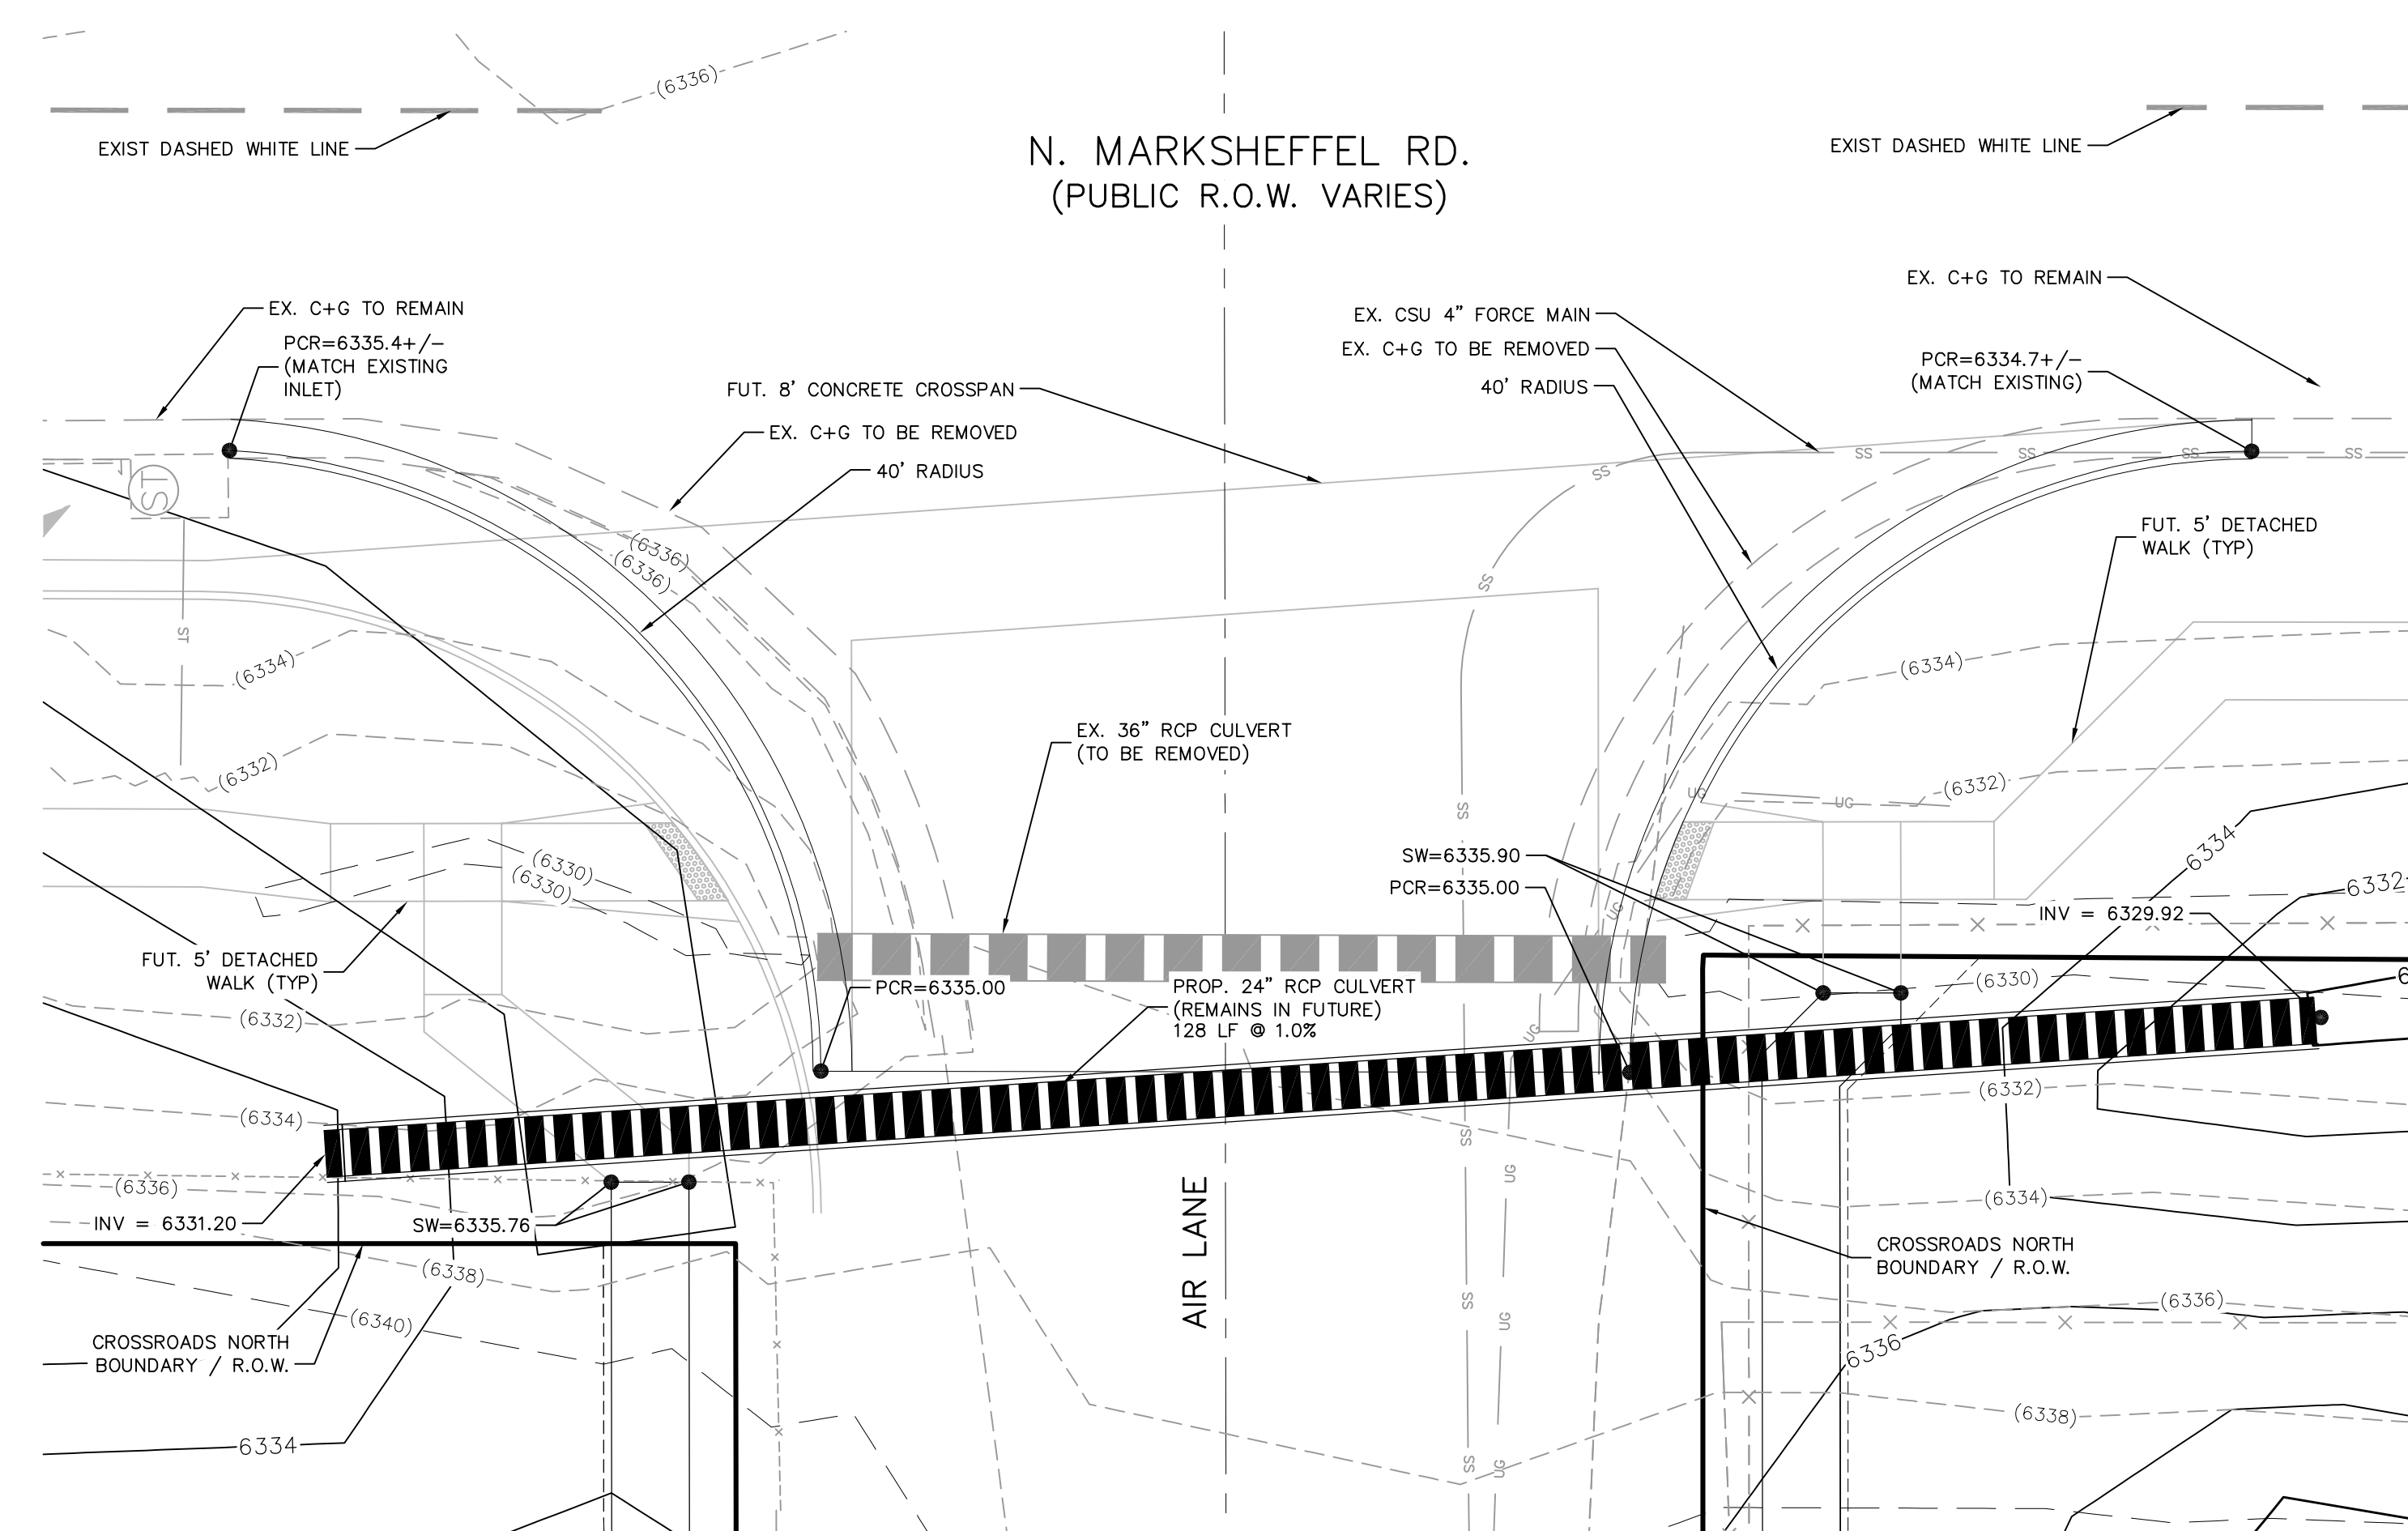 (6336)
EXIST DASHED WHITE LINE
EXIST DASHED WHITE LINE
N. MARKSHEFFEL RD.
(PUBLIC R.O.W. VARIES)
EX. C+G TO REMAIN
PCR=6335.4+/-
(MATCH EXISTING
INLET)
EX. C+G TO REMAIN
EX. CSU 4" FORCE MAIN
EX. C+G TO BE REMOVED
40' RADIUS
PCR=6334.7+/-
(MATCH EXISTING)
FUT. 8' CONCRETE CROSSPAN
EX. C+G TO BE REMOVED
40' RADIUS
SS
SS
SS
SS
SS
ST
FUT. 5' DETACHED
WALK (TYP)
(6336)
(6336)
SS
ST
(6334)
(6334)
EX. 36" RCP CULVERT
(TO BE REMOVED)
(6332)
(6332)
UG
UG
SS
(6330)
(6330)
SW=6335.90
PCR=6335.00
6334
6332
INV = 6329.92
UG
FUT. 5' DETACHED
WALK (TYP)
PCR=6335.00
PROP. 24" RCP CULVERT
(REMAINS IN FUTURE)
128 LF @ 1.0%
(6330)
6
(6332)
UG
(6334)
(6332)
SS
UG
(6336)
INV = 6331.20
SW=6335.76
(6334)
AIR LANE
CROSSROADS NORTH
BOUNDARY / R.O.W.
(6338)
SS
UG
(6336)
(6340)
CROSSROADS NORTH
BOUNDARY / R.O.W.
6336
(6338)
6334
SS
UG